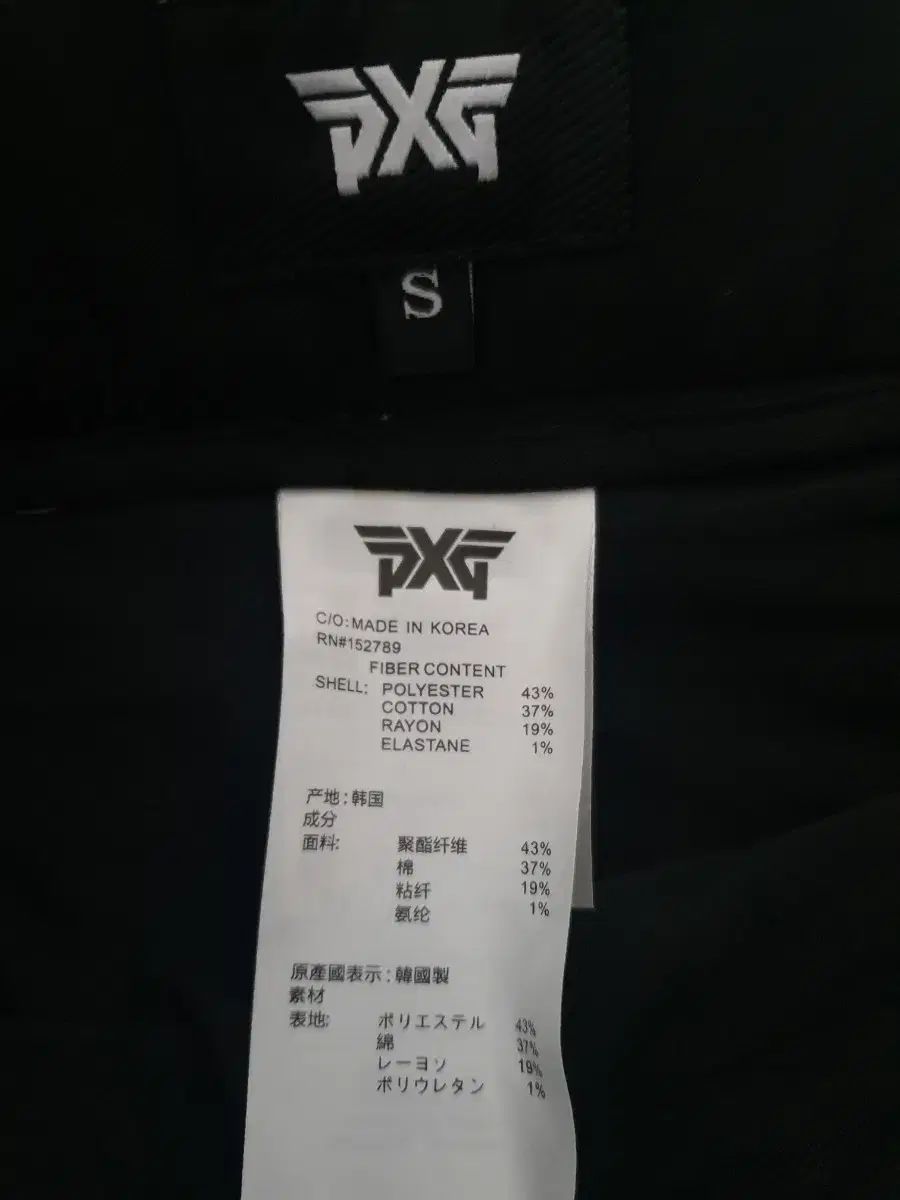 PXG
S
PXG
C/O: MADE IN KOREA
RN#152789
FIBER CONTENT
SHELL: POLYESTER 43%
COTTON 37%
RAYON 19%
ELASTANE 1%
产地: 韩国
成分
面料: 聚酯纤维 43%
棉 37%
粘纤 19%
氨纶 1%
原產國表示: 韓國製
素材
表地: ポリエステル 43%
綿 37%
レーヨソ 19%
ポリウレタン 1%